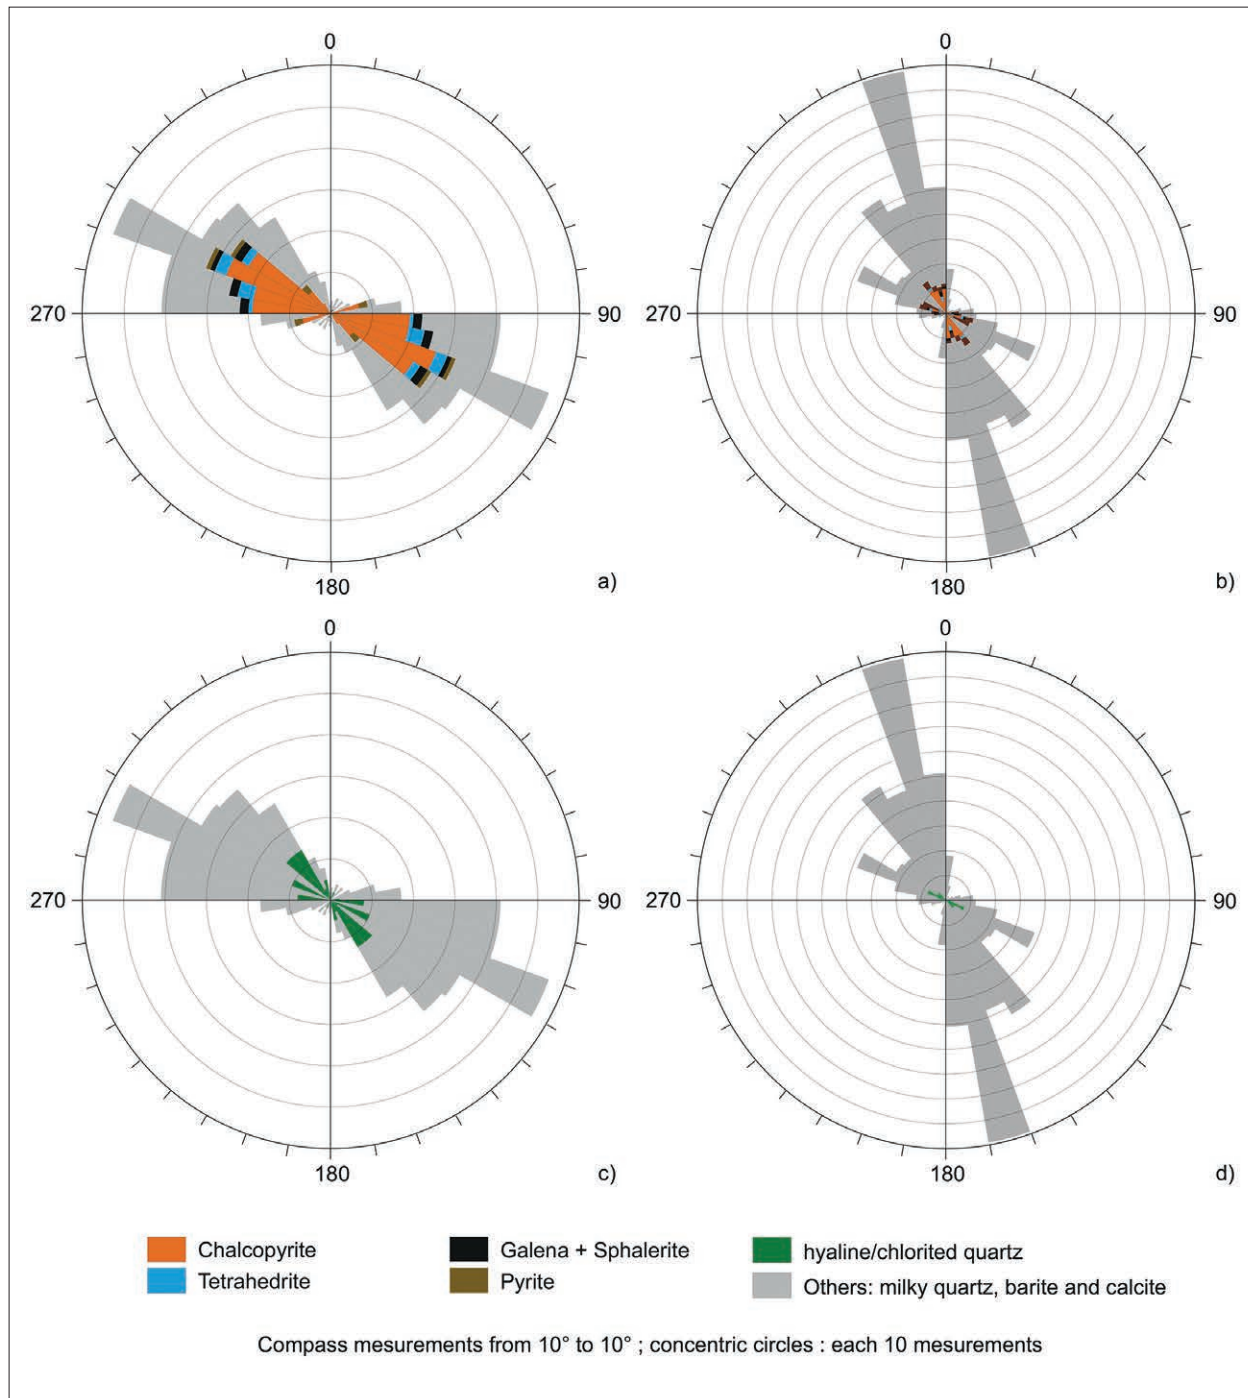 0
0
270
90
270
90
180
a)
180
b)
0
0
270
90
270
90
180
c)
180
d)
Chalcopyrite
Galena + Sphalerite
hyaline/chlorited quartz
Tetrahedrite
Pyrite
Others: milky quartz, barite and calcite
Compass mesurements from 10° to 10° ; concentric circles : each 10 mesurements